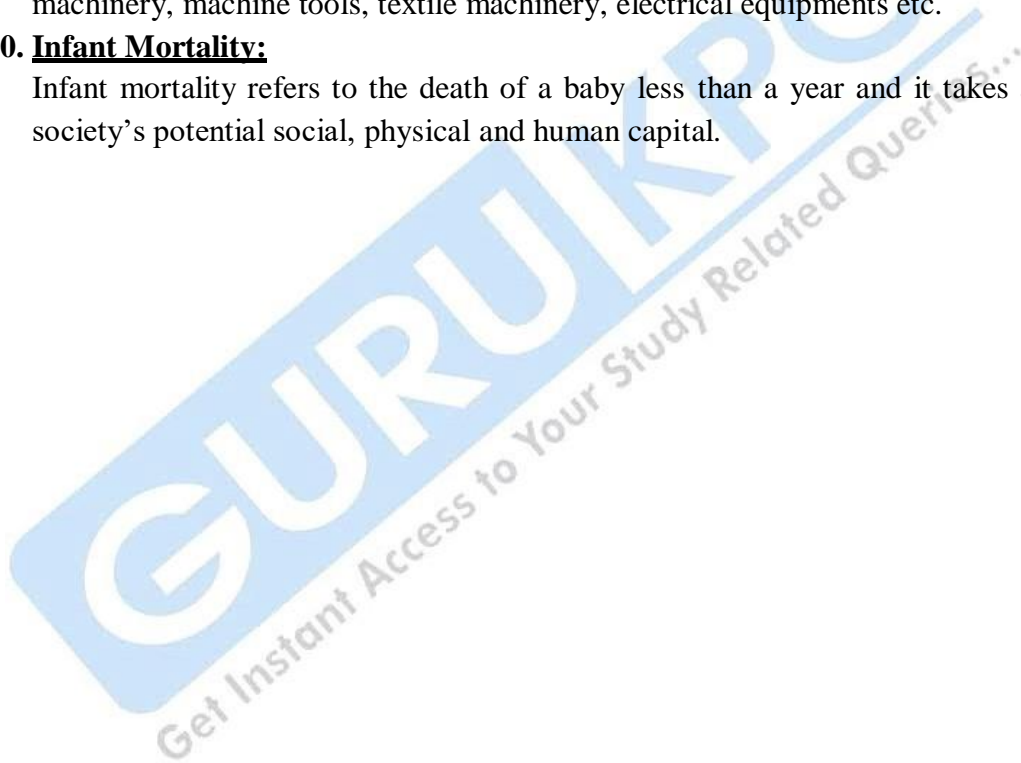 machinery, machine tools, textile machinery, electrical equipments etc.
0. Infant Mortality:
Infant mortality refers to the death of a baby less than a year and it takes
society’s potential social, physical and human capital.
GURUKPO
Get Instant Access to Your Study Related Queries...